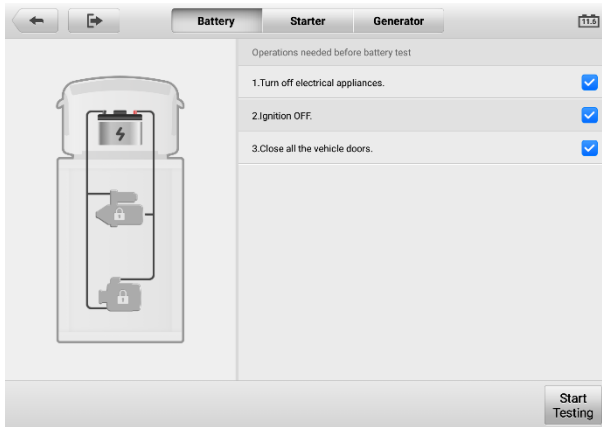 Battery
Starter
Generator
11.6
Operations needed before battery test
1.Turn off electrical appliances.
2.Ignition OFF.
3.Close all the vehicle doors.
Start
Testing